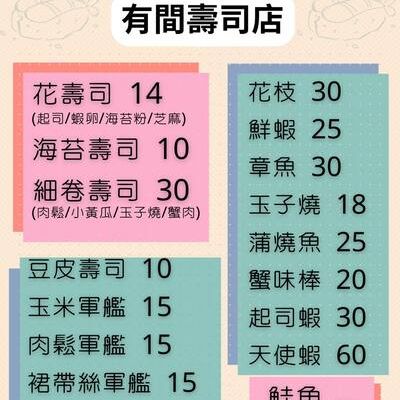 有間壽司店
花壽司 14
(起司/蝦卵/海苔粉/芝麻)
海苔壽司 10
細卷壽司 30
(肉鬆/小黃瓜/玉子燒/蟹肉)
豆皮壽司 10
玉米軍艦 15
肉鬆軍艦 15
裙帶絲軍艦 15
花枝 30
鮮蝦 25
章魚 30
玉子燒 18
蒲燒魚 25
蟹味棒 20
起司蝦 30
天使蝦 60
鮭魚